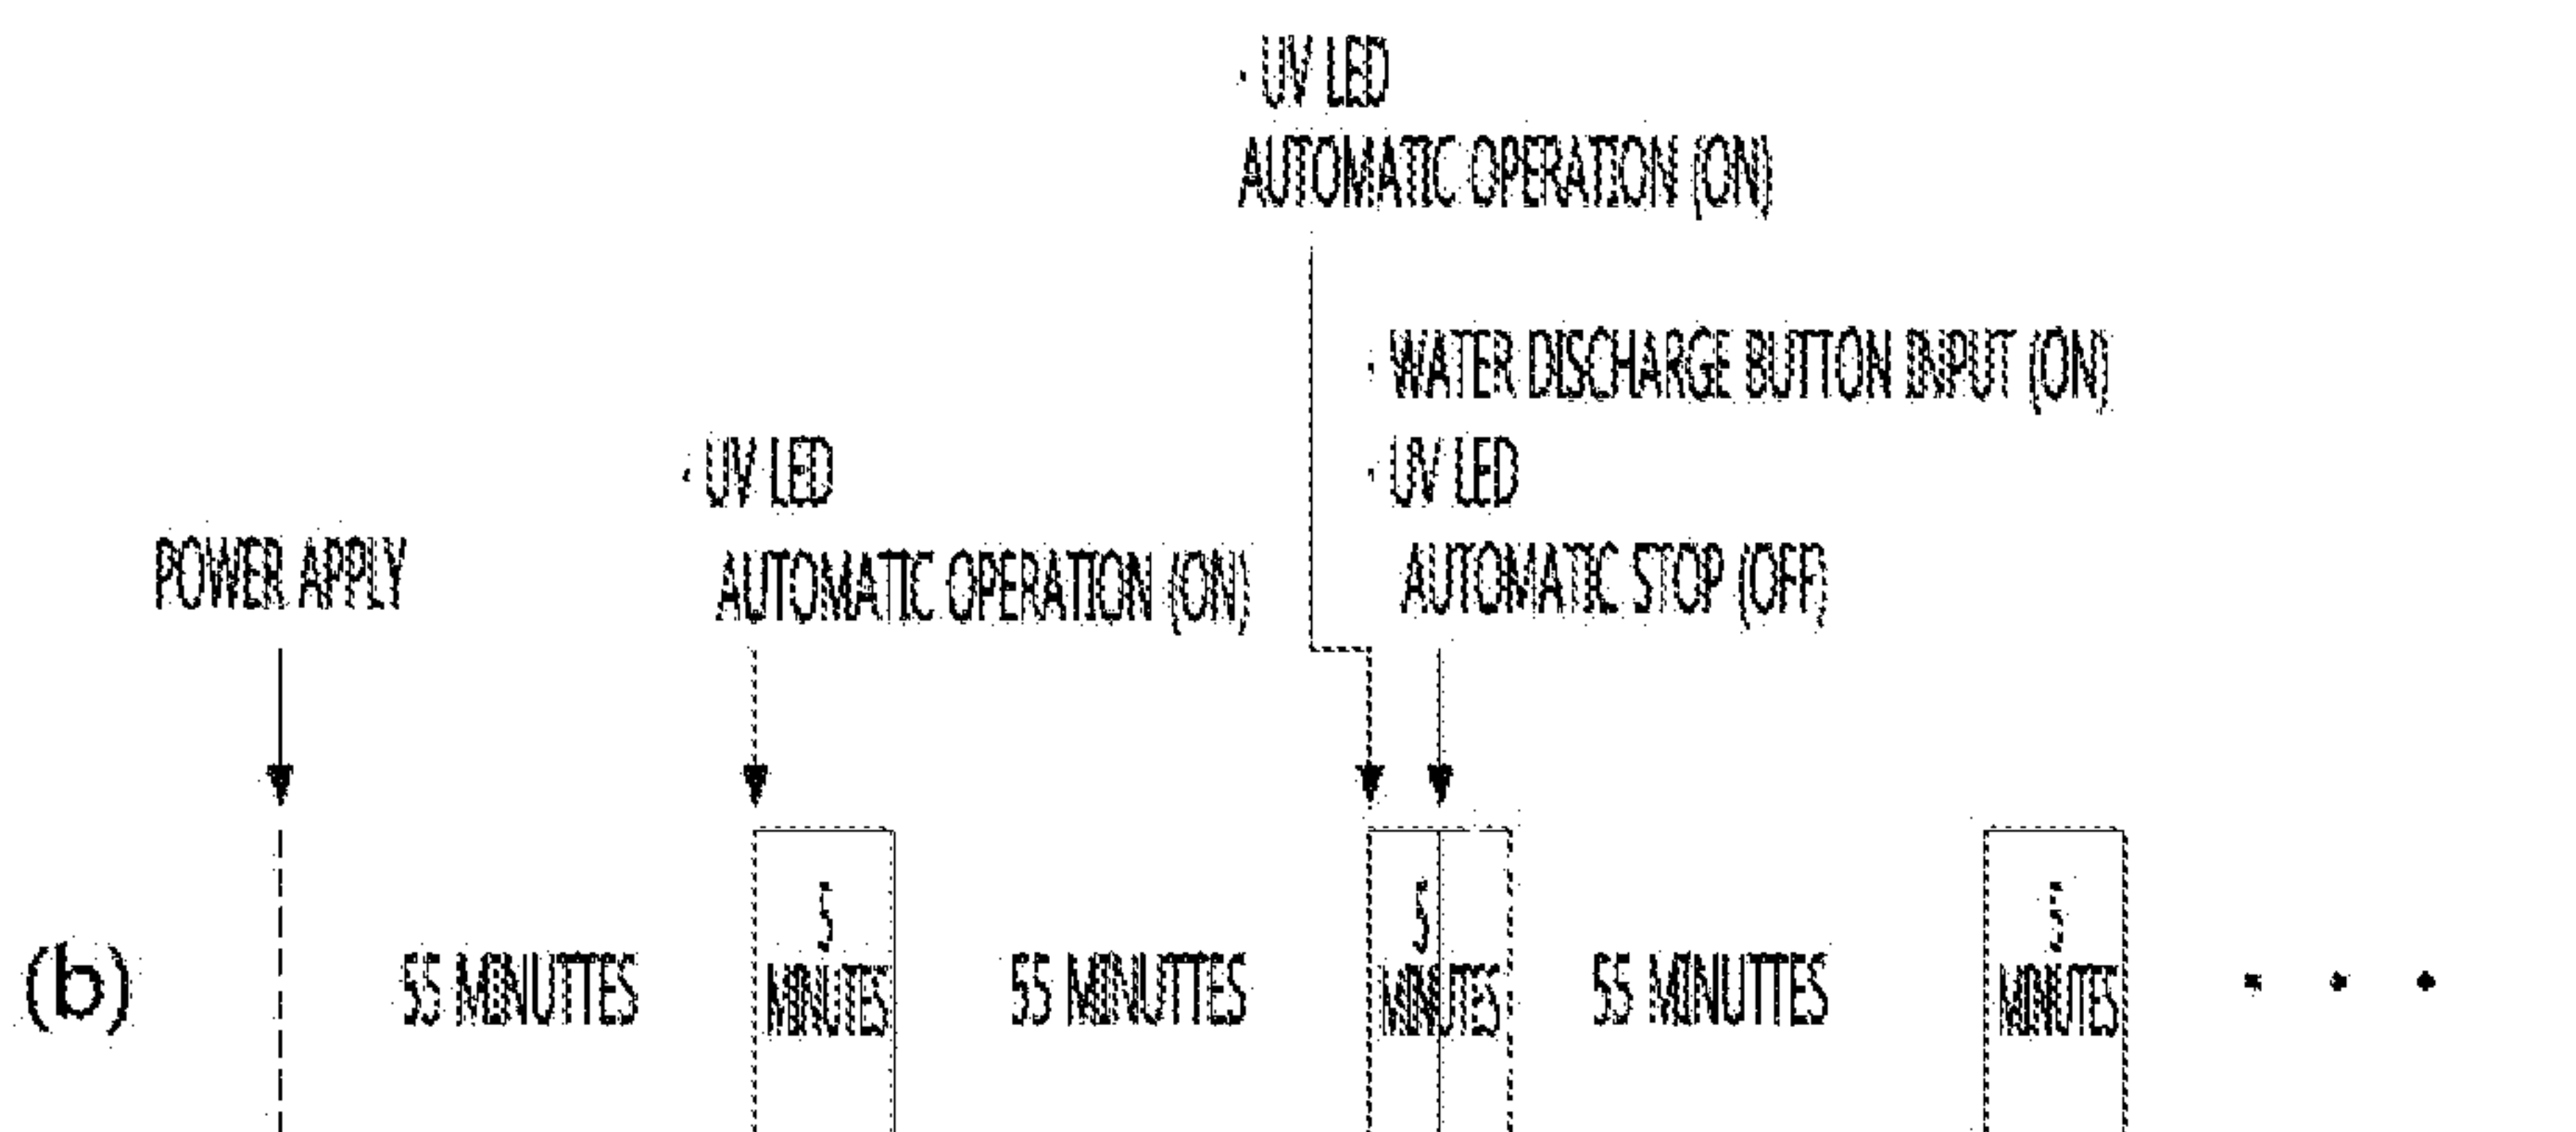 · UV LED
AUTOMATIC OPERATION (ON)
· WATER DISCHARGE BUTTON INPUT (ON)
· UV LED
AUTOMATIC STOP (OFF)
· UV LED
AUTOMATIC OPERATION (ON)
POWER APPLY
(b)
55 MINUTTES
5
MINUTES
55 MINUTTES
5
MINUTES
55 MINUTTES
5
MINUTES
• • •